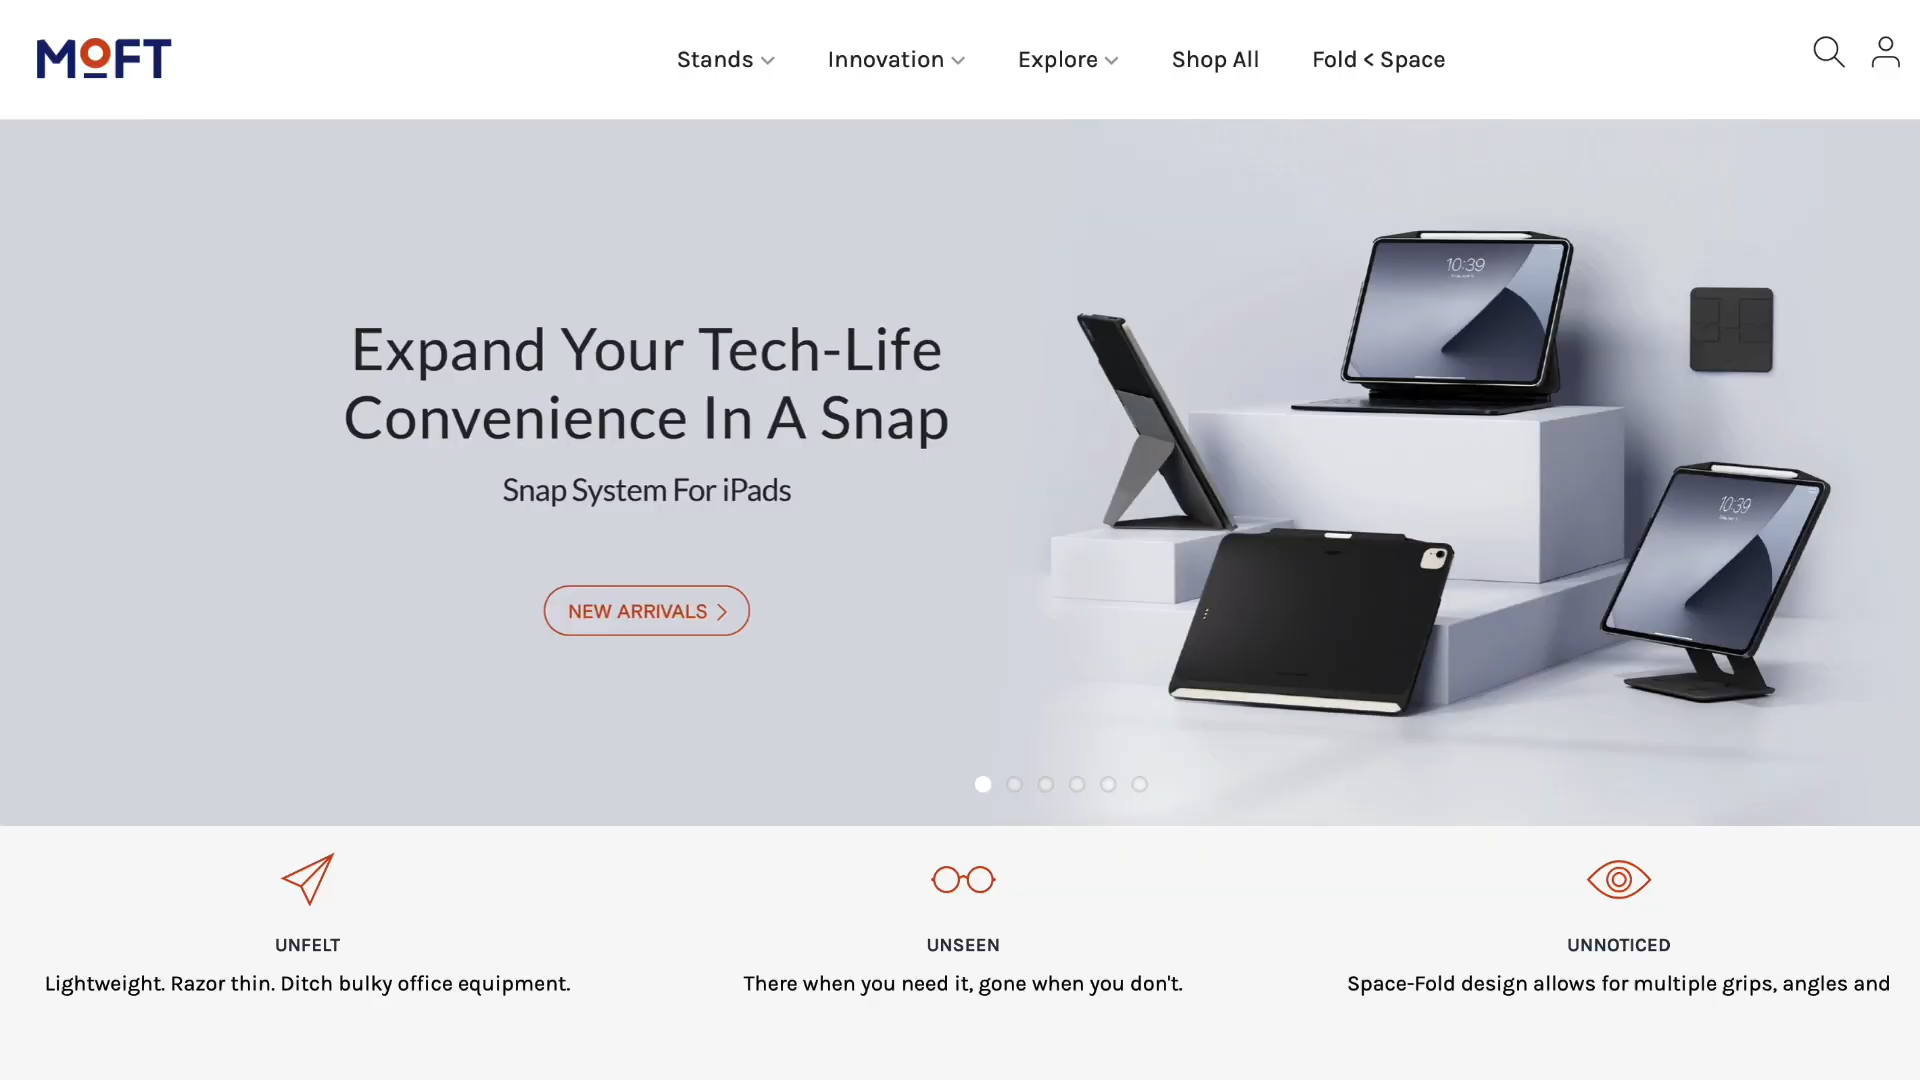 MOFT
Stands
Innovation
Explore
Shop All
Fold < Space
Expand Your Tech-Life
Convenience In A Snap
Snap System For iPads
NEW ARRIVALS >
10:39
10:39
UNFELT
Lightweight. Razor thin. Ditch bulky office equipment.
UNSEEN
There when you need it, gone when you don't.
UNNOTICED
Space-Fold design allows for multiple grips, angles and